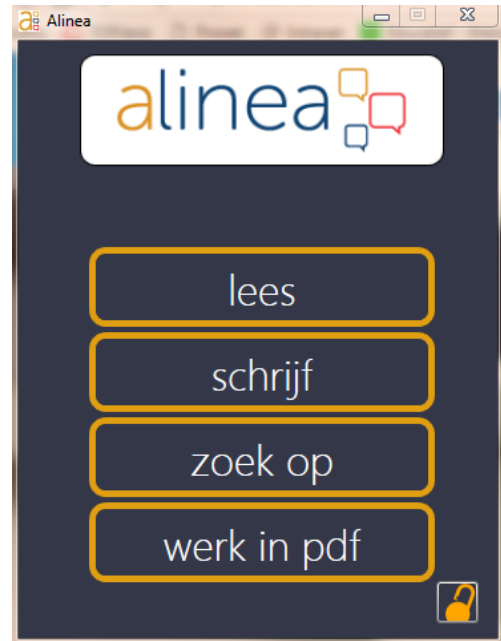 Alinea
alinea
lees
schrijf
zoek op
werk in pdf